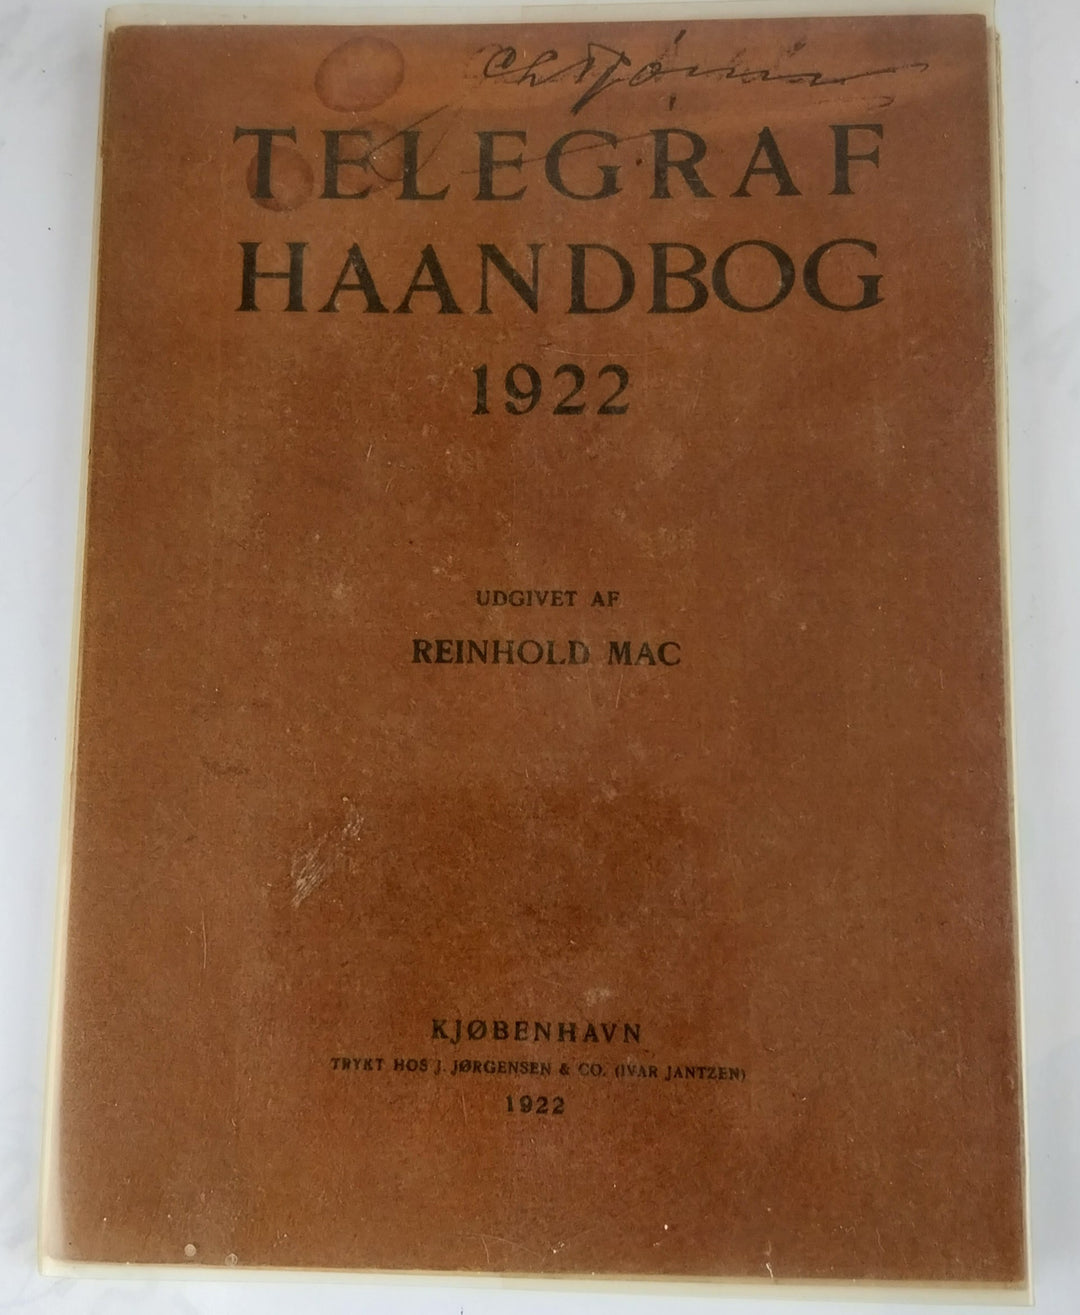 TELEGRAF
HAANDBOG
1922
UDGIVET AF
REINHOLD MAC
KJØBENHAVN
TRYKT HOS J. JØRGENSEN & CO. (IVAR JANTZEN)
1922